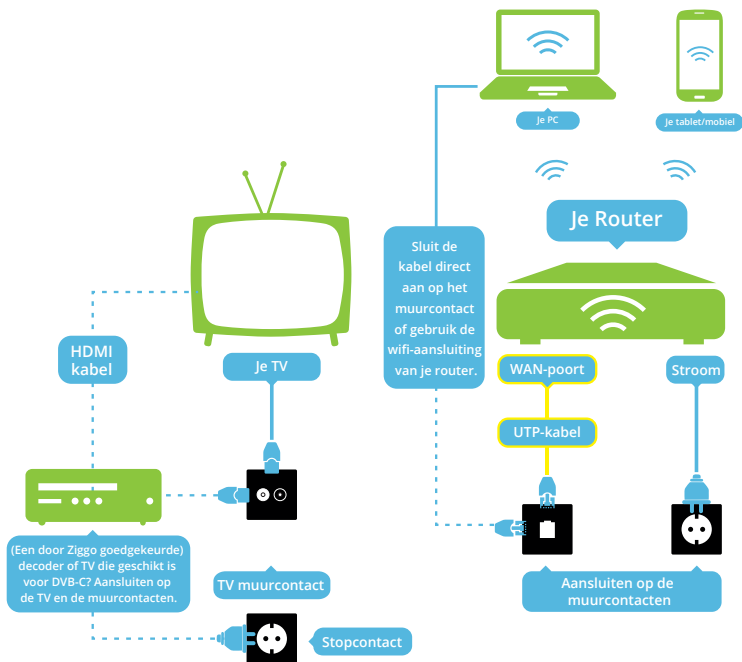 Je PC
Je tablet/mobiel
Je Router
Sluit de
kabel direct
aan op het
muurcontact
of gebruik de
wifi-aansluiting
van je router.
HDMI
kabel
Je TV
WAN-poort
Stroom
UTP-kabel
(Een door Ziggo goedgekeurde)
decoder of TV die geschikt is
voor DVB-C? Aansluiten op
de TV en de muurcontacten.
TV muurcontact
Aansluiten op de
muurcontacten
Stopcontact